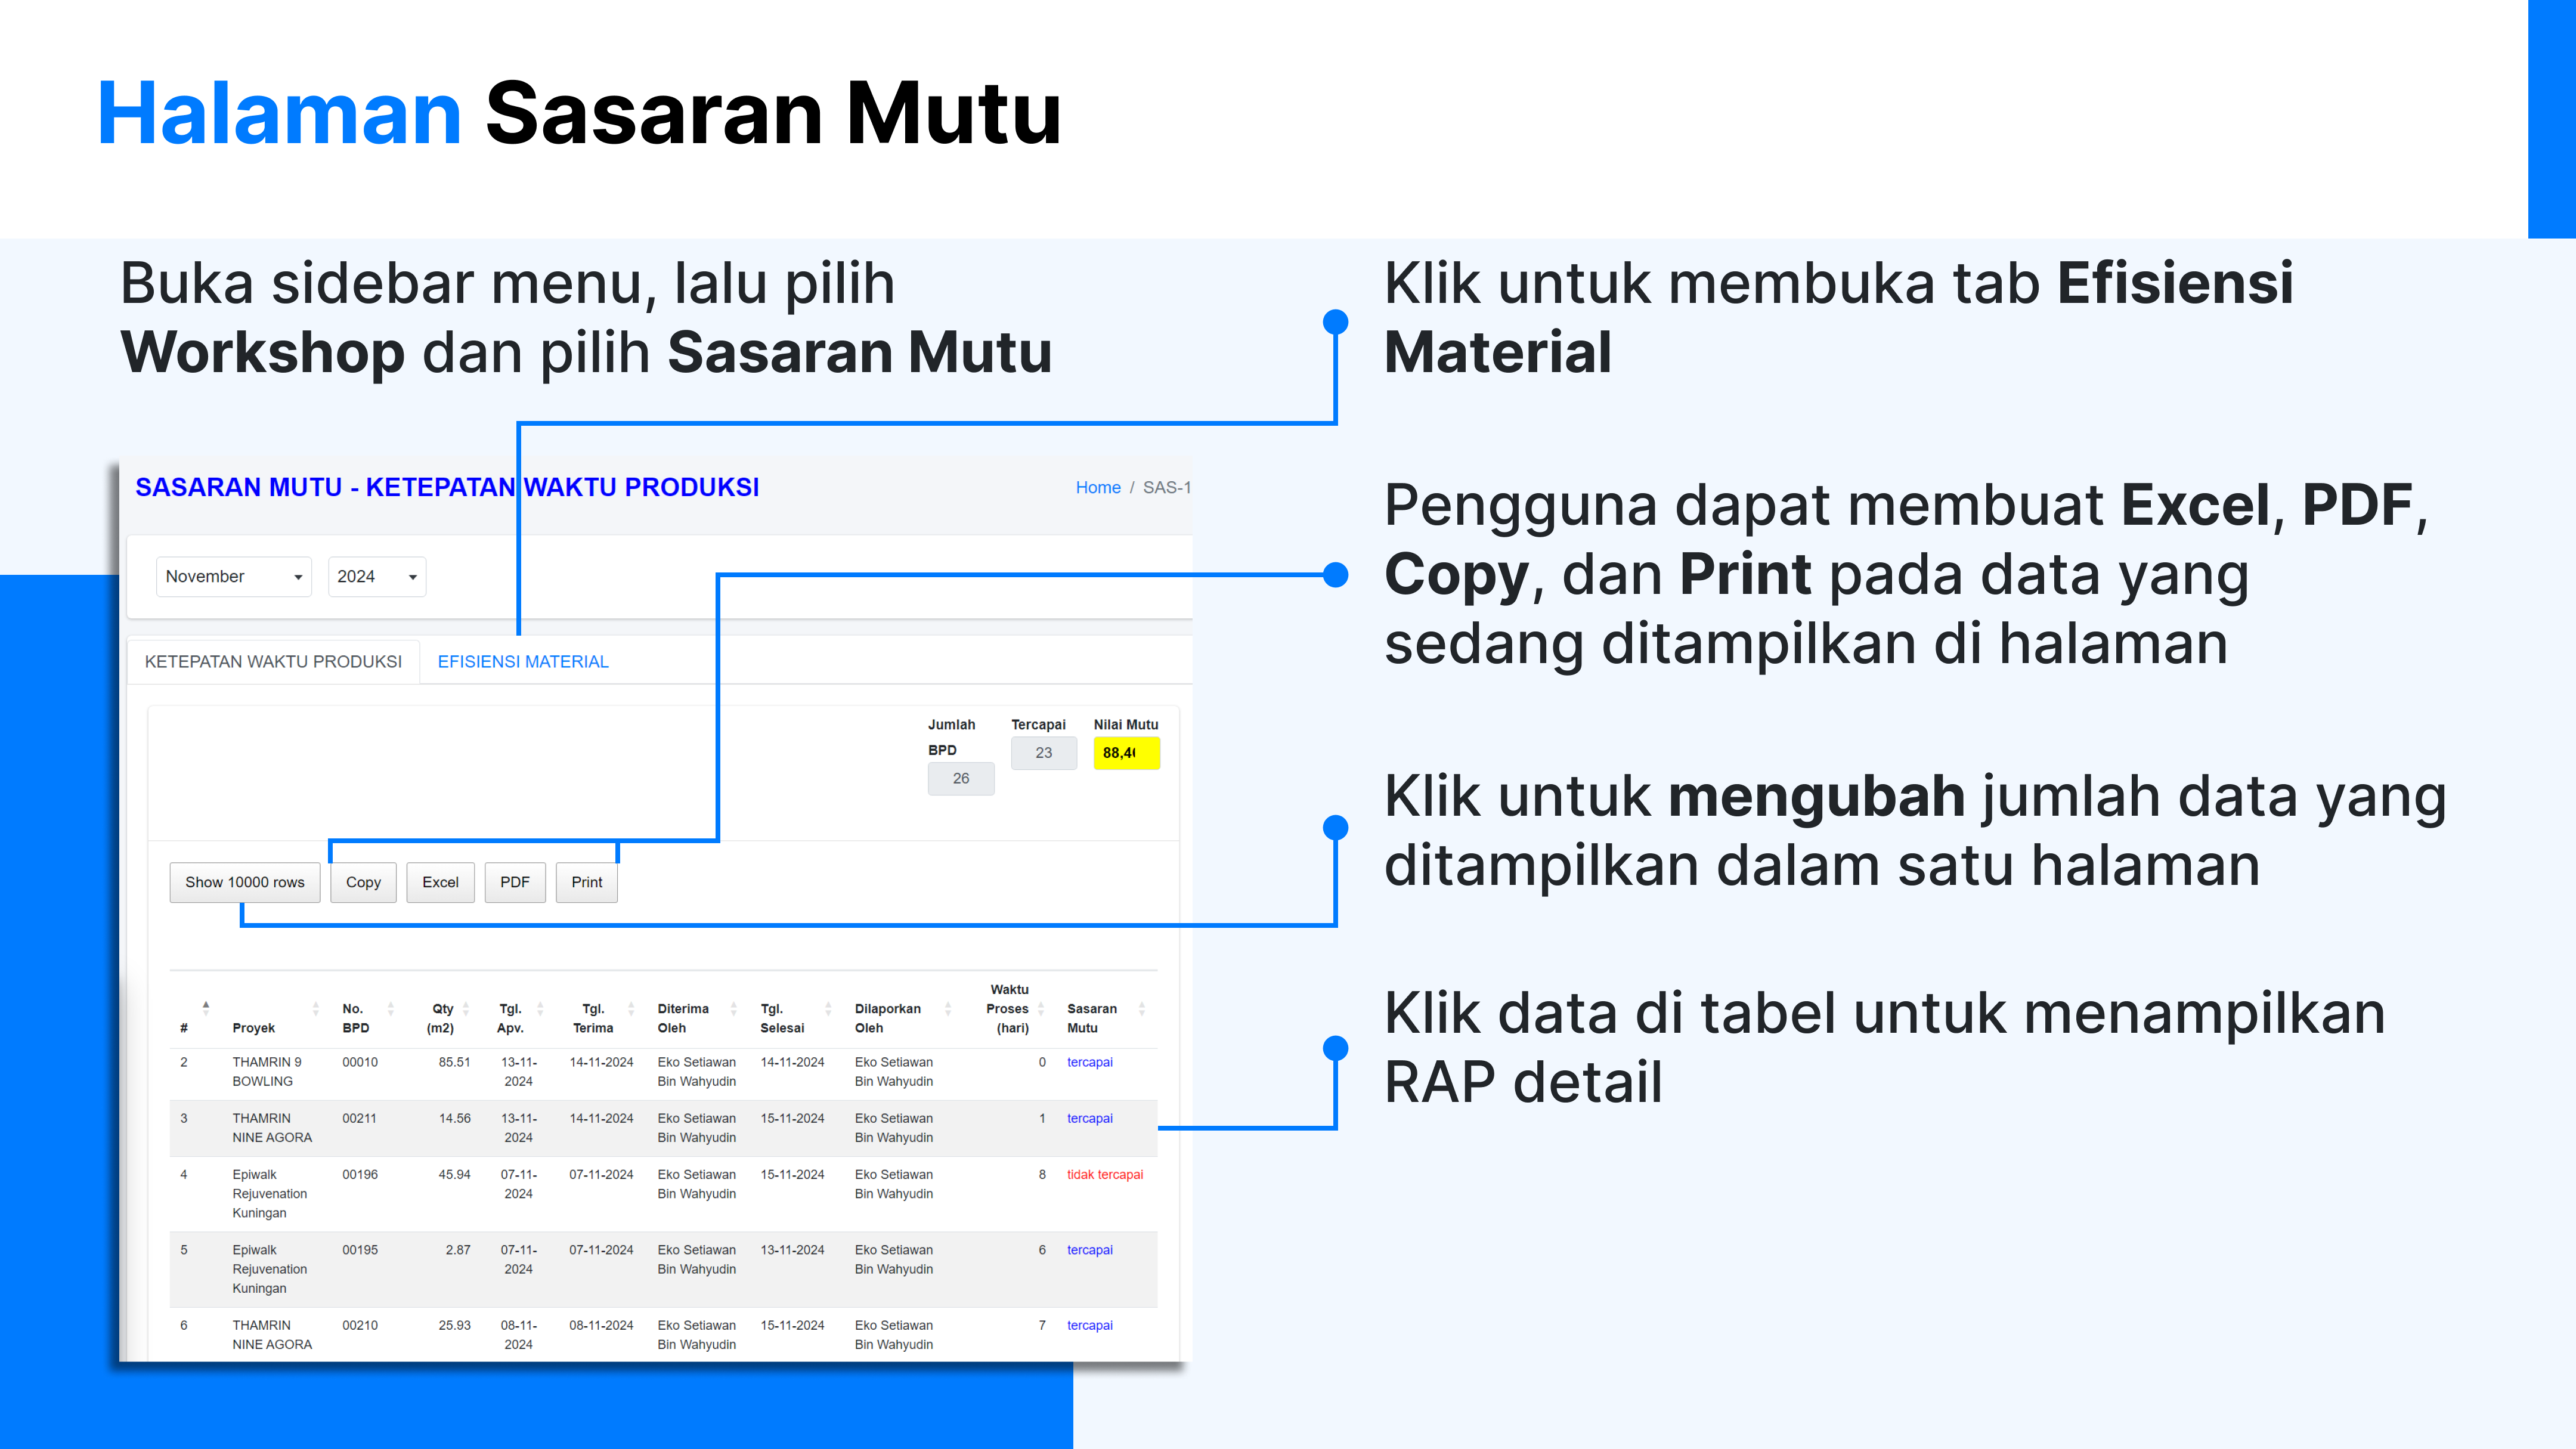 Halaman Sasaran Mutu
Buka sidebar menu, lalu pilih
Workshop dan pilih Sasaran Mutu
SASARAN MUTU - KETEPATAN WAKTU PRODUKSI
Home / SAS-1
November
2024
KETEPATAN WAKTU PRODUKSI
EFISIENSI MATERIAL
Jumlah BPD
26
Tercapai
23
Nilai Mutu
88,4
Show 10000 rows
Copy
Excel
PDF
Print
# Proyek No. BPD Qty (m2) Tgl. Apv. Tgl. Terima Diterima Oleh Tgl. Selesai Dilaporkan Oleh Waktu Proses (hari) Sasaran Mutu
2 THAMRIN 9 BOWLING 00010 85.51 13-11-2024 14-11-2024 Eko Setiawan Bin Wahyudin 14-11-2024 Eko Setiawan Bin Wahyudin 0 tercapai
3 THAMRIN NINE AGORA 00211 14.56 13-11-2024 14-11-2024 Eko Setiawan Bin Wahyudin 15-11-2024 Eko Setiawan Bin Wahyudin 1 tercapai
4 Epiwalk Rejuvenation Kuningan 00196 45.94 07-11-2024 07-11-2024 Eko Setiawan Bin Wahyudin 15-11-2024 Eko Setiawan Bin Wahyudin 8 tidak tercapai
5 Epiwalk Rejuvenation Kuningan 00195 2.87 07-11-2024 07-11-2024 Eko Setiawan Bin Wahyudin 13-11-2024 Eko Setiawan Bin Wahyudin 6 tercapai
6 THAMRIN NINE AGORA 00210 25.93 08-11-2024 08-11-2024 Eko Setiawan Bin Wahyudin 15-11-2024 Eko Setiawan Bin Wahyudin 7 tercapai
Klik untuk membuka tab Efisiensi
Material
Pengguna dapat membuat Excel, PDF,
Copy, dan Print pada data yang
sedang ditampilkan di halaman
Klik untuk mengubah jumlah data yang
ditampilkan dalam satu halaman
Klik data di tabel untuk menampilkan
RAP detail